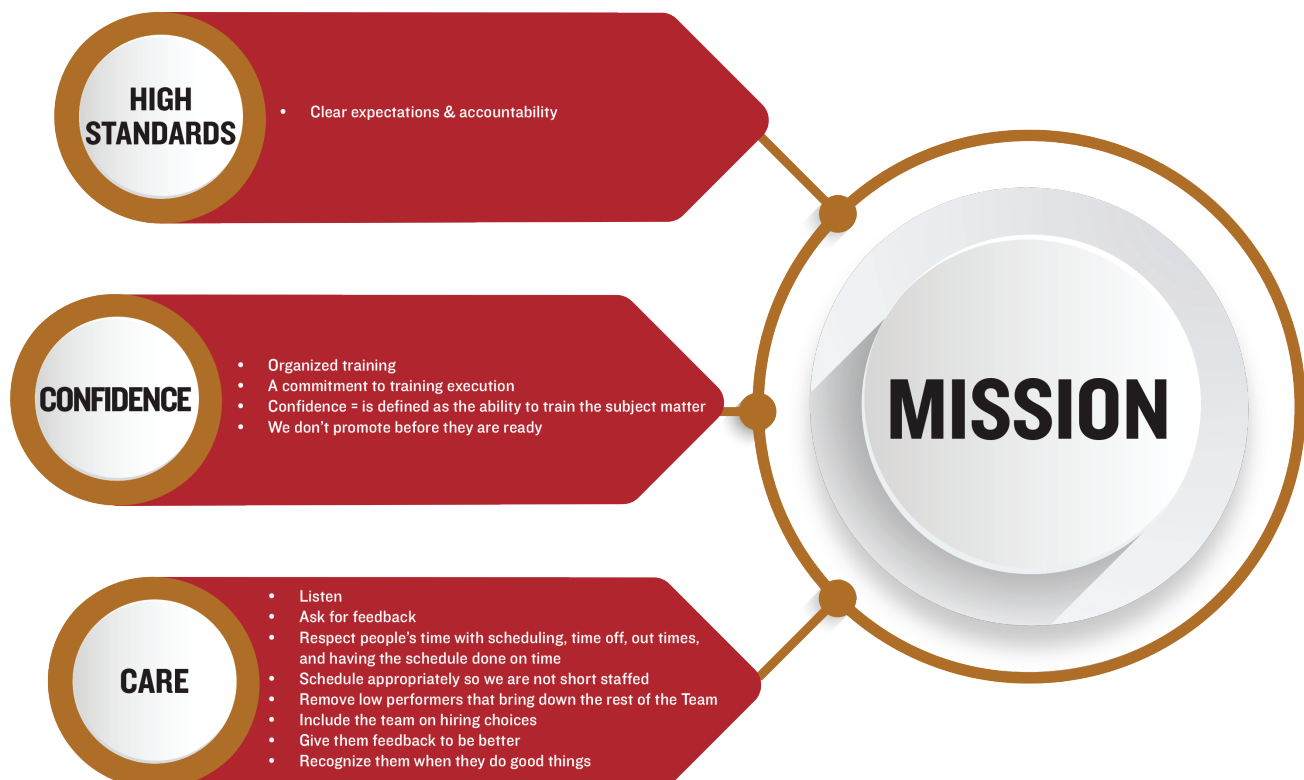 HIGH
STANDARDS
• Clear expectations & accountability
CONFIDENCE
• Organized training
• A commitment to training execution
• Confidence = is defined as the ability to train the subject matter
• We don't promote before they are ready
MISSION
CARE
• Listen
• Ask for feedback
• Respect people's time with scheduling, time off, out times,
and having the schedule done on time
• Schedule appropriately so we are not short staffed
• Remove low performers that bring down the rest of the Team
• Include the team on hiring choices
• Give them feedback to be better
• Recognize them when they do good things